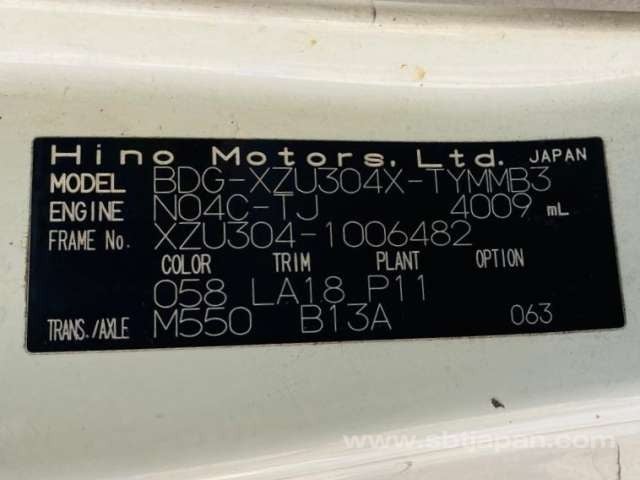 Hino Motors, Ltd. JAPAN
MODEL BDG-XZU304X-TYMMB3
ENGINE N04C-TJ 4009 mL
FRAME No. XZU304-1006482
COLOR TRIM PLANT OPTION
058 LA18 P11
TRANS./AXLE M550 B13A 063
www.sbtjapan.com